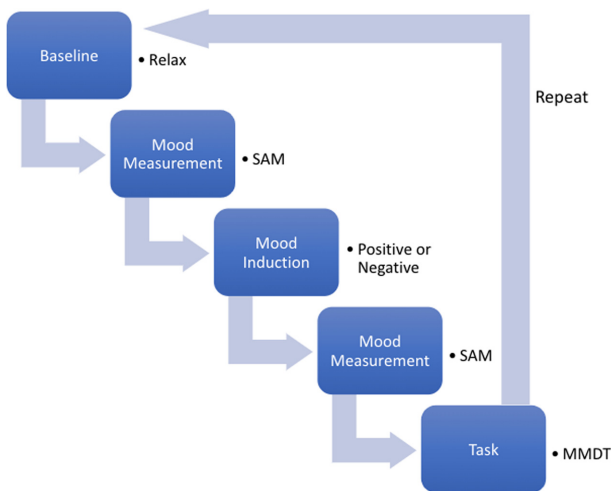 Baseline
• Relax
Repeat
Mood
Measurement
• SAM
Mood
Induction
• Positive or
Negative
Mood
Measurement
• SAM
Task
• MMDT